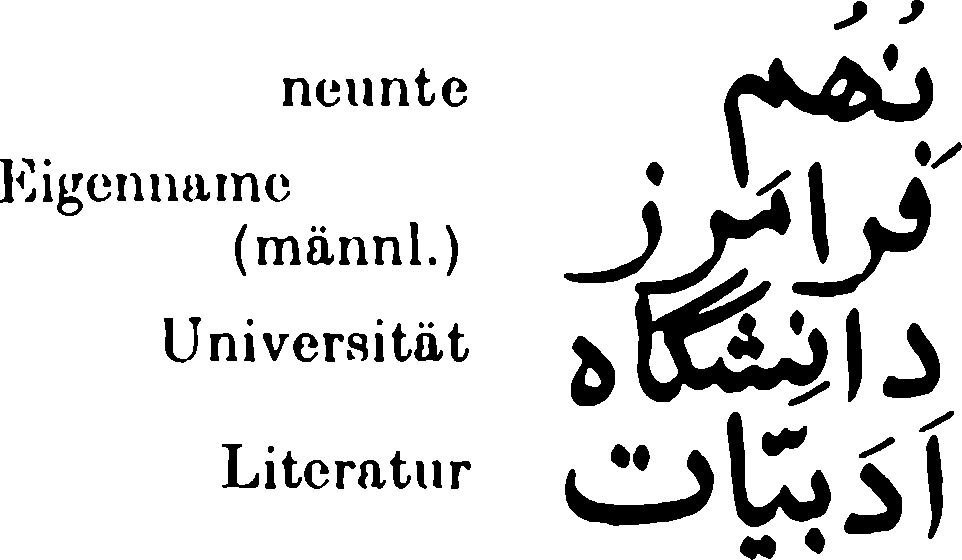 neunte نُهُم
Eigenname فَرامَرز
(männl.)
Universität دانِشگاه
Literatur اَدَبیّات